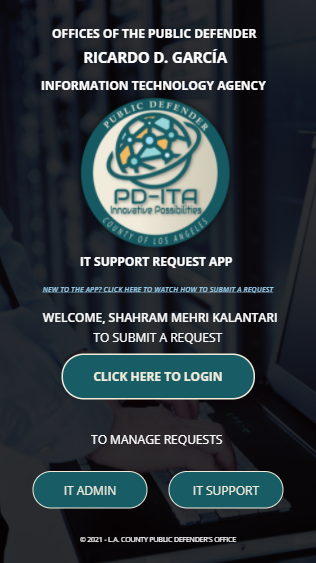 OFFICES OF THE PUBLIC DEFENDER
RICARDO D. GARCÍA
INFORMATION TECHNOLOGY AGENCY
PUBLIC DEFENDER
PD-ITA
Innovative Possibilities
COUNTY OF LOS ANGELES
IT SUPPORT REQUEST APP
NEW TO THE APP? CLICK HERE TO WATCH HOW TO SUBMIT A REQUEST
WELCOME, SHAHRAM MEHRI KALANTARI
TO SUBMIT A REQUEST
CLICK HERE TO LOGIN
TO MANAGE REQUESTS
IT ADMIN IT SUPPORT
© 2021 - L.A. COUNTY PUBLIC DEFENDER'S OFFICE